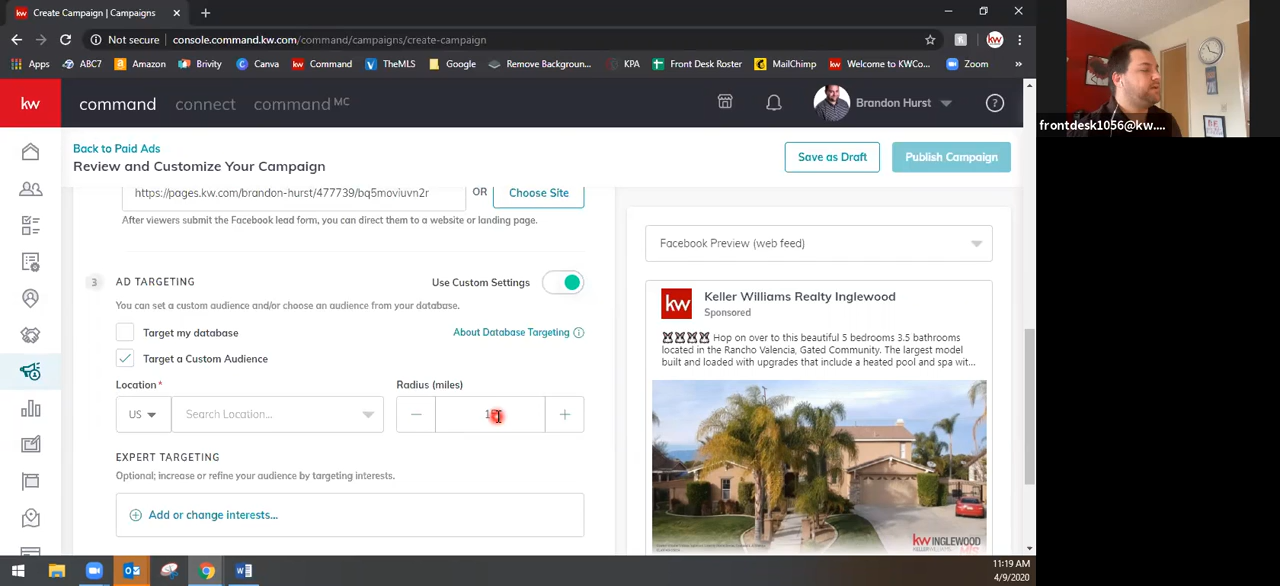 Create Campaign | Campaigns
Not secure | console.command.kw.com/command/campaigns/create-campaign
Apps ABC7 Amazon Brivity Canva Command TheMLS Google Remove Backgroun... KPA Front Desk Roster MailChimp Welcome to KWCo... Zoom »
kw command connect command MC Brandon Hurst
Back to Paid Ads
Review and Customize Your Campaign
Save as Draft
Publish Campaign
https://pages.kw.com/brandon-hurst/477739/bq5moviuvn2r
OR
Choose Site
After viewers submit the Facebook lead form, you can direct them to a website or landing page.
3 AD TARGETING
Use Custom Settings
You can set a custom audience and/or choose an audience from your database.
Target my database
About Database Targeting
Target a Custom Audience
Location*
Radius (miles)
US
Search Location...
EXPERT TARGETING
Optional; increase or refine your audience by targeting interests.
Add or change interests...
Facebook Preview (web feed)
kw
Keller Williams Realty Inglewood
Sponsored
Hop on over to this beautiful 5 bedrooms 3.5 bathrooms
located in the Rancho Valencia, Gated Community. The largest model
built and loaded with upgrades that include a heated pool and spa wit...
kw INGLEWOOD
KELLERWILLIAMS
frontdesk1056@kw....
11:19 AM
4/9/2020